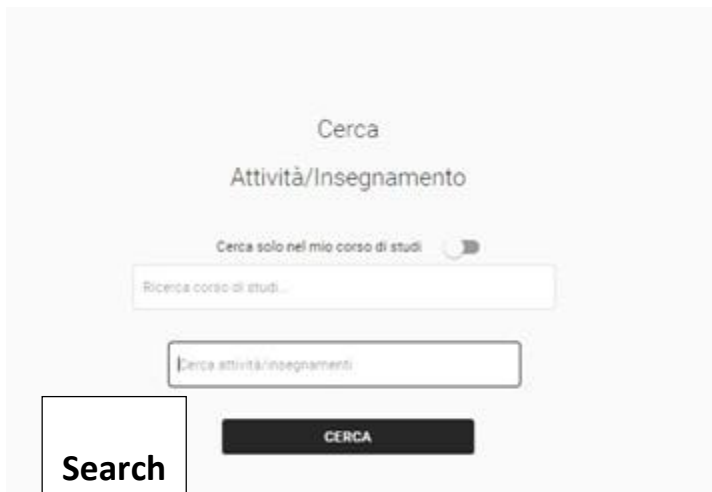 Cerca
Attività/Insegnamento
Cerca solo nel mio corso di studi
Ricerca corso di studi...
Cerca attività/insegnamenti
CERCA
Search